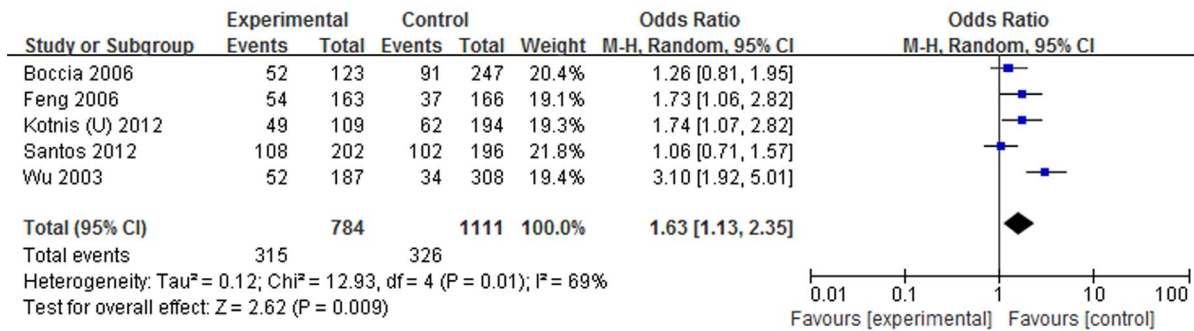 Experimental Control Odds Ratio Odds Ratio
Study or Subgroup Events Total Events Total Weight M-H, Random, 95% CI M-H, Random, 95% CI
Boccia 2006 52 123 91 247 20.4% 1.26 [0.81, 1.95]
Feng 2006 54 163 37 166 19.1% 1.73 [1.06, 2.82]
Kotnis (U) 2012 49 109 62 194 19.3% 1.74 [1.07, 2.82]
Santos 2012 108 202 102 196 21.8% 1.06 [0.71, 1.57]
Wu 2003 52 187 34 308 19.4% 3.10 [1.92, 5.01]
Total (95% CI) 784 1111 100.0% 1.63 [1.13, 2.35]
Total events 315 326
Heterogeneity: Tau² = 0.12; Chi² = 12.93, df = 4 (P = 0.01); I² = 69%
Test for overall effect: Z = 2.62 (P = 0.009)
0.01 0.1 1 10 100
Favours [experimental] Favours [control]